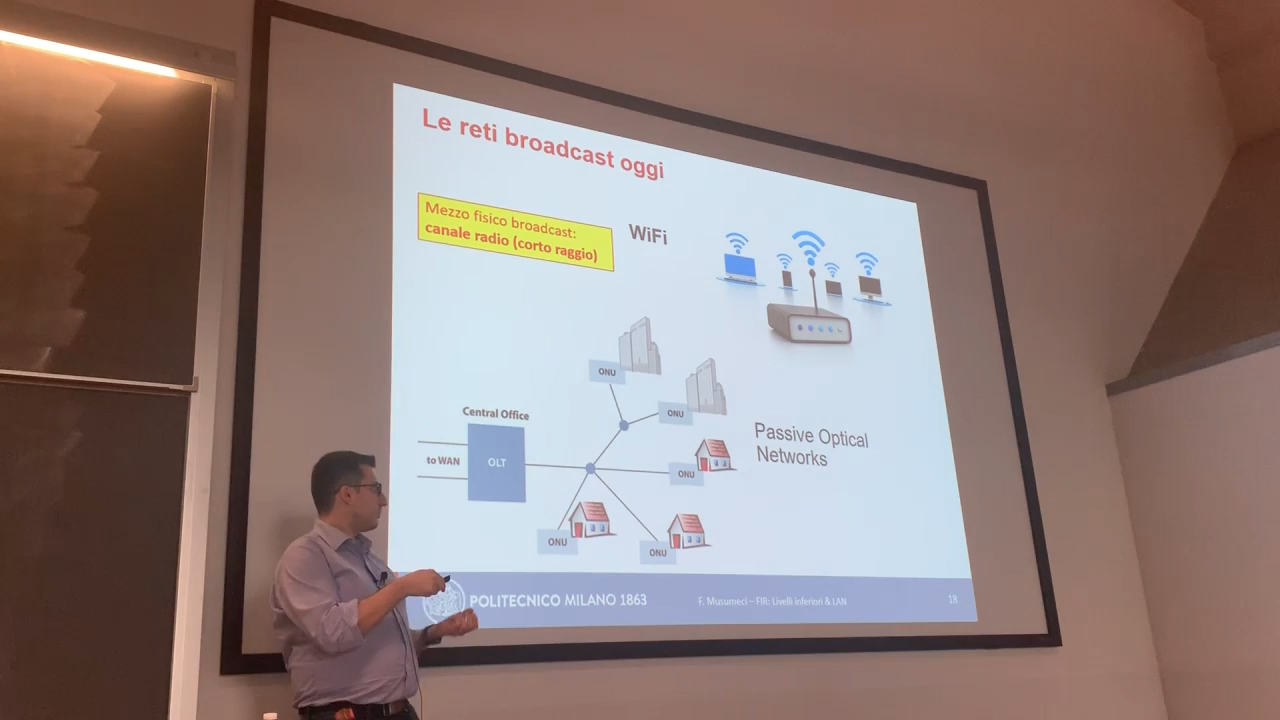 Le reti broadcast oggi
Mezzo fisico broadcast:
canale radio (corto raggio)
WiFi
ONU
ONU
Central Office
to WAN
OLT
ONU
ONU
ONU
Passive Optical
Networks
POLITECNICO MILANO 1863
F. Musumeci – FIR: Livelli inferiori & LAN
18